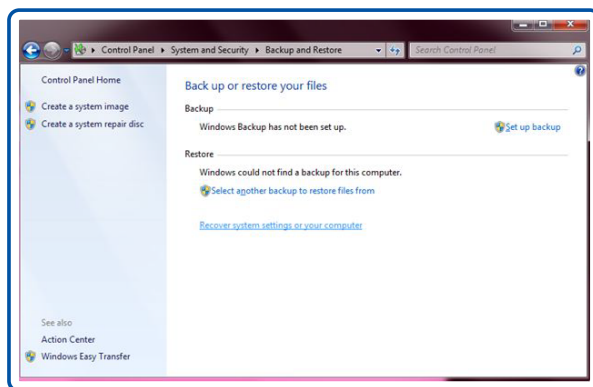 Control Panel ▸ System and Security ▸ Backup and Restore
Search Control Panel
Control Panel Home
Create a system image
Create a system repair disc
Back up or restore your files
Backup
Windows Backup has not been set up.
Set up backup
Restore
Windows could not find a backup for this computer.
Select another backup to restore files from
Recover system settings or your computer
See also
Action Center
Windows Easy Transfer